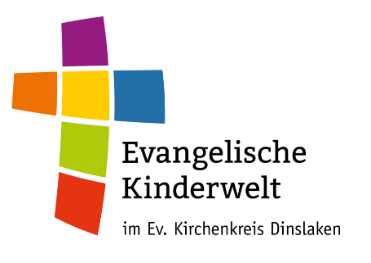 Evangelische
Kinderwelt
im Ev. Kirchenkreis Dinslaken